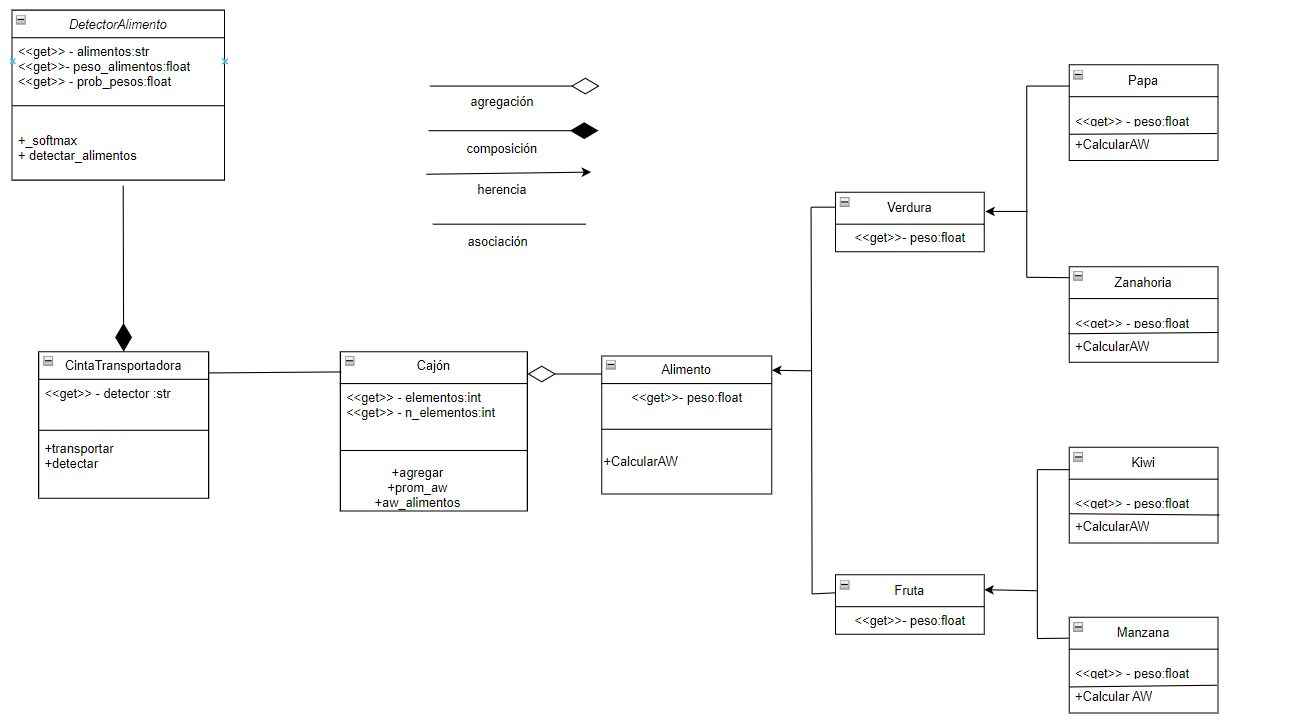 DetectorAlimento
<<get>> - alimentos:str
<<get>>- peso_alimentos:float
<<get>> - prob_pesos:float
+_softmax
+ detectar_alimentos
agregación
composición
herencia
asociación
CintaTransportadora
<<get>> - detector :str
+transportar
+detectar
Cajón
<<get>> - elementos:int
<<get>> - n_elementos:int
+agregar
+prom_aw
+aw_alimentos
Alimento
<<get>>- peso:float
+CalcularAW
Verdura
<<get>>- peso:float
Fruta
<<get>>- peso:float
Papa
<<get>> - peso:float
+CalcularAW
Zanahoria
<<get>> - peso:float
+CalcularAW
Kiwi
<<get>> - peso:float
+CalcularAW
Manzana
<<get>> - peso:float
+Calcular AW